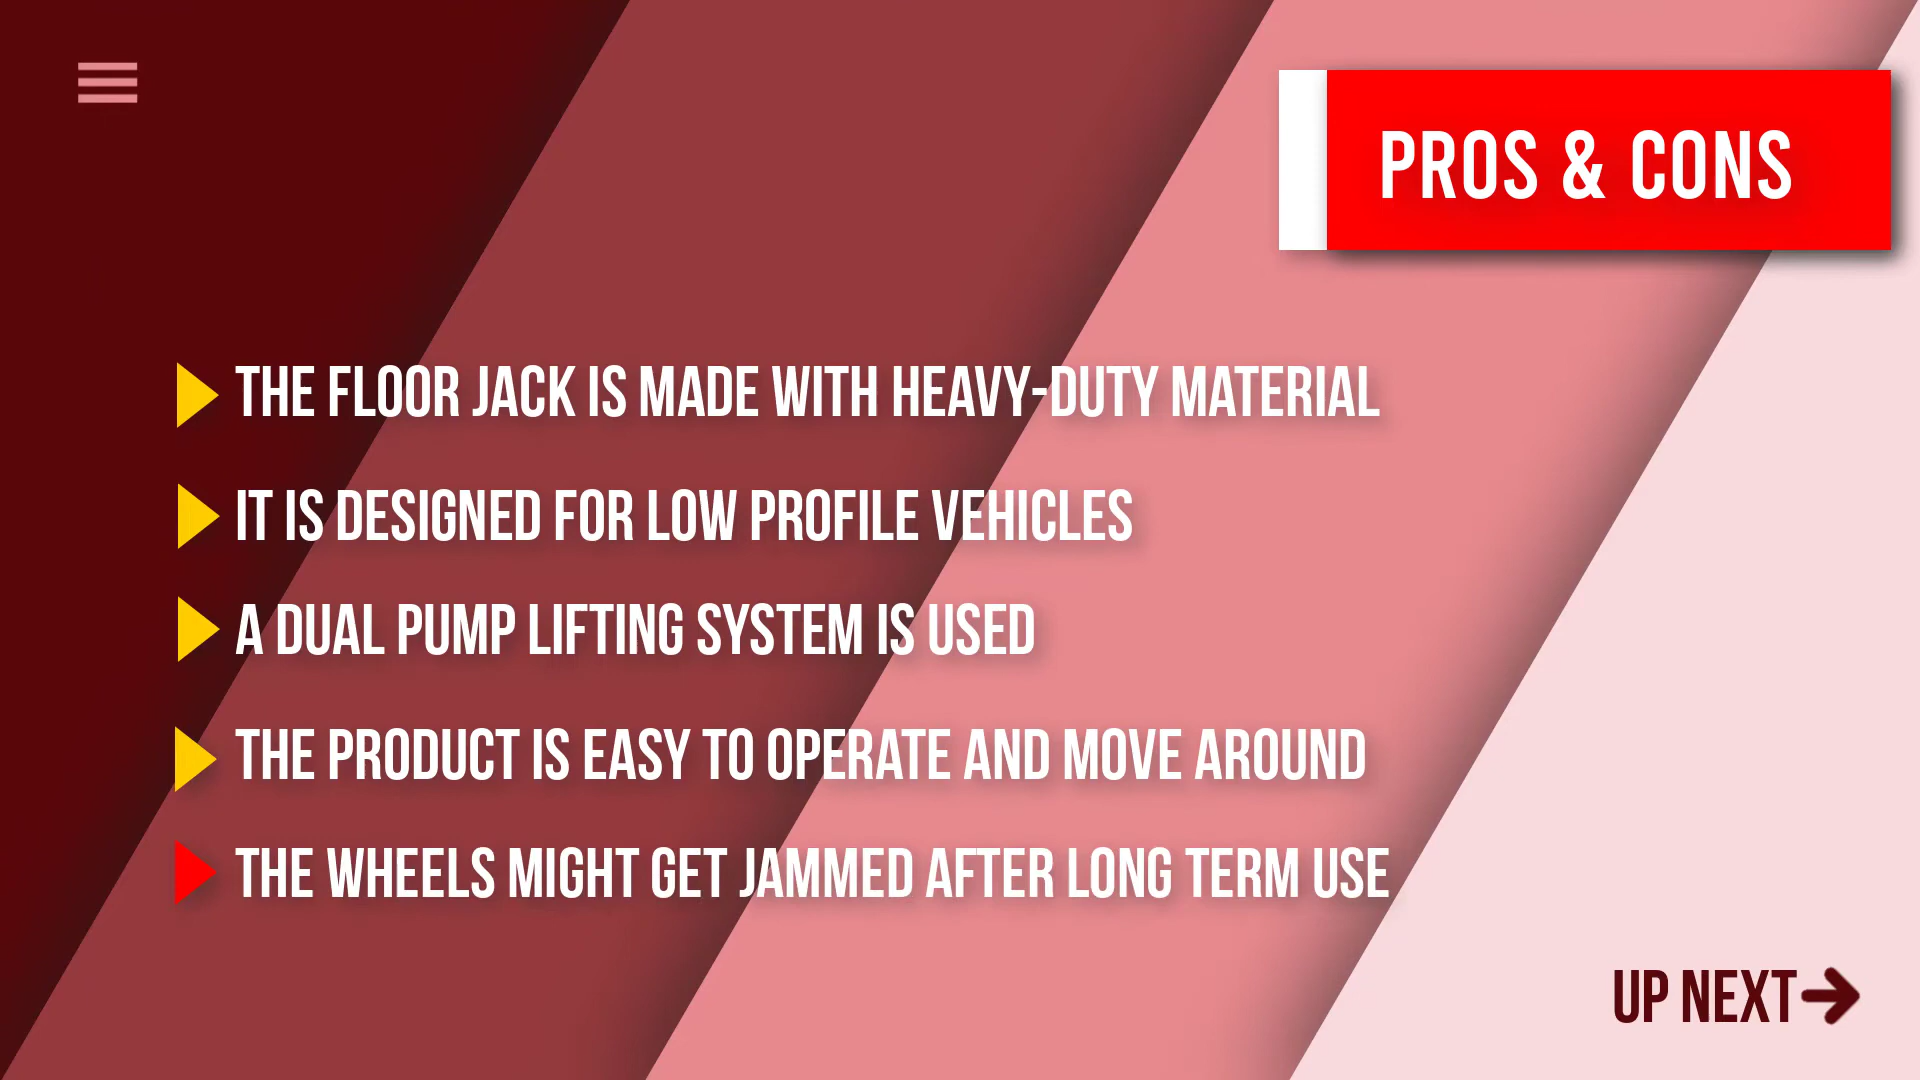 PROS & CONS
THE FLOOR JACK IS MADE WITH HEAVY-DUTY MATERIAL
IT IS DESIGNED FOR LOW PROFILE VEHICLES
A DUAL PUMP LIFTING SYSTEM IS USED
THE PRODUCT IS EASY TO OPERATE AND MOVE AROUND
THE WHEELS MIGHT GET JAMMED AFTER LONG TERM USE
UP NEXT